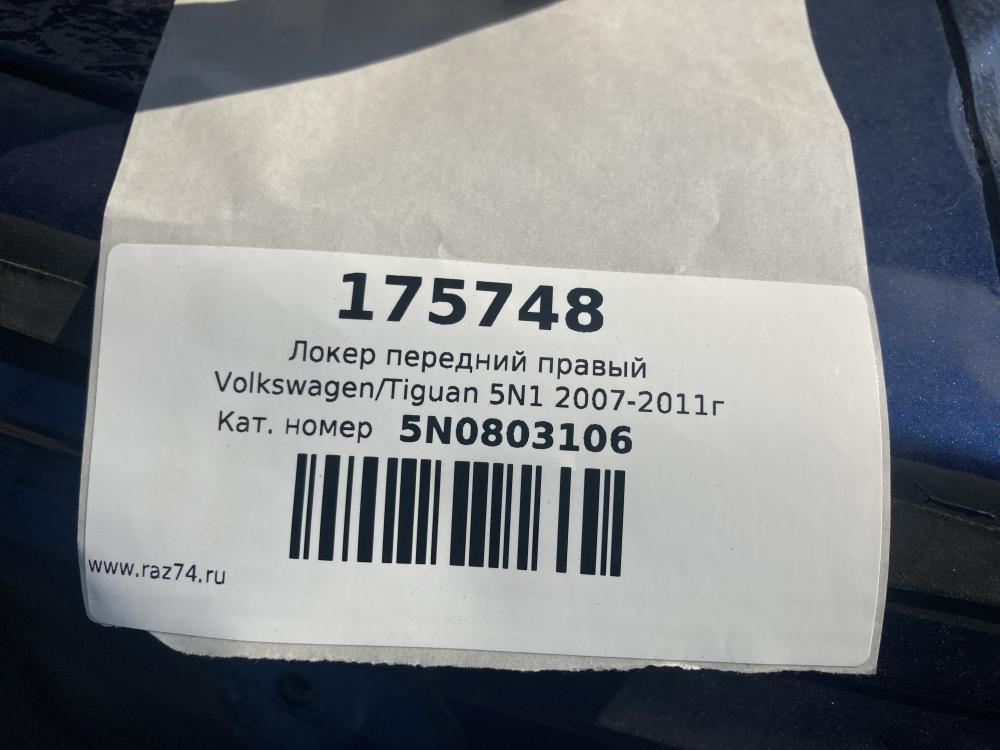 175748
Локер передний правый
Volkswagen/Tiguan 5N1 2007-2011г
Кат. номер 5N0803106
www.raz74.ru